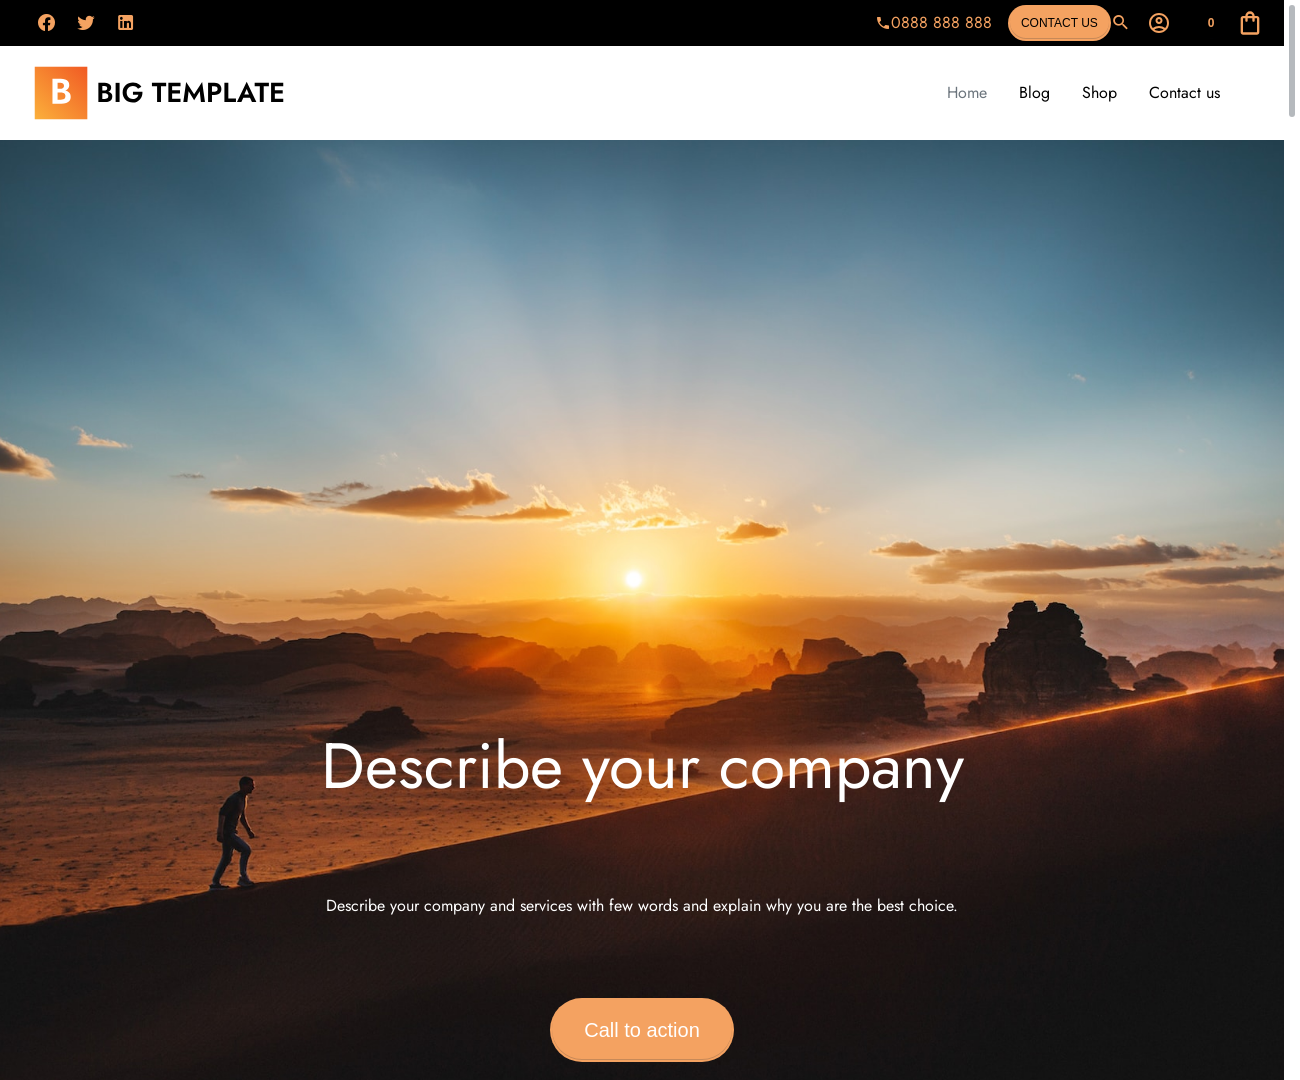 0888 888 888
CONTACT US
0
B
BIG TEMPLATE
Home
Blog
Shop
Contact us
Describe your company
Describe your company and services with few words and explain why you are the best choice.
Call to action